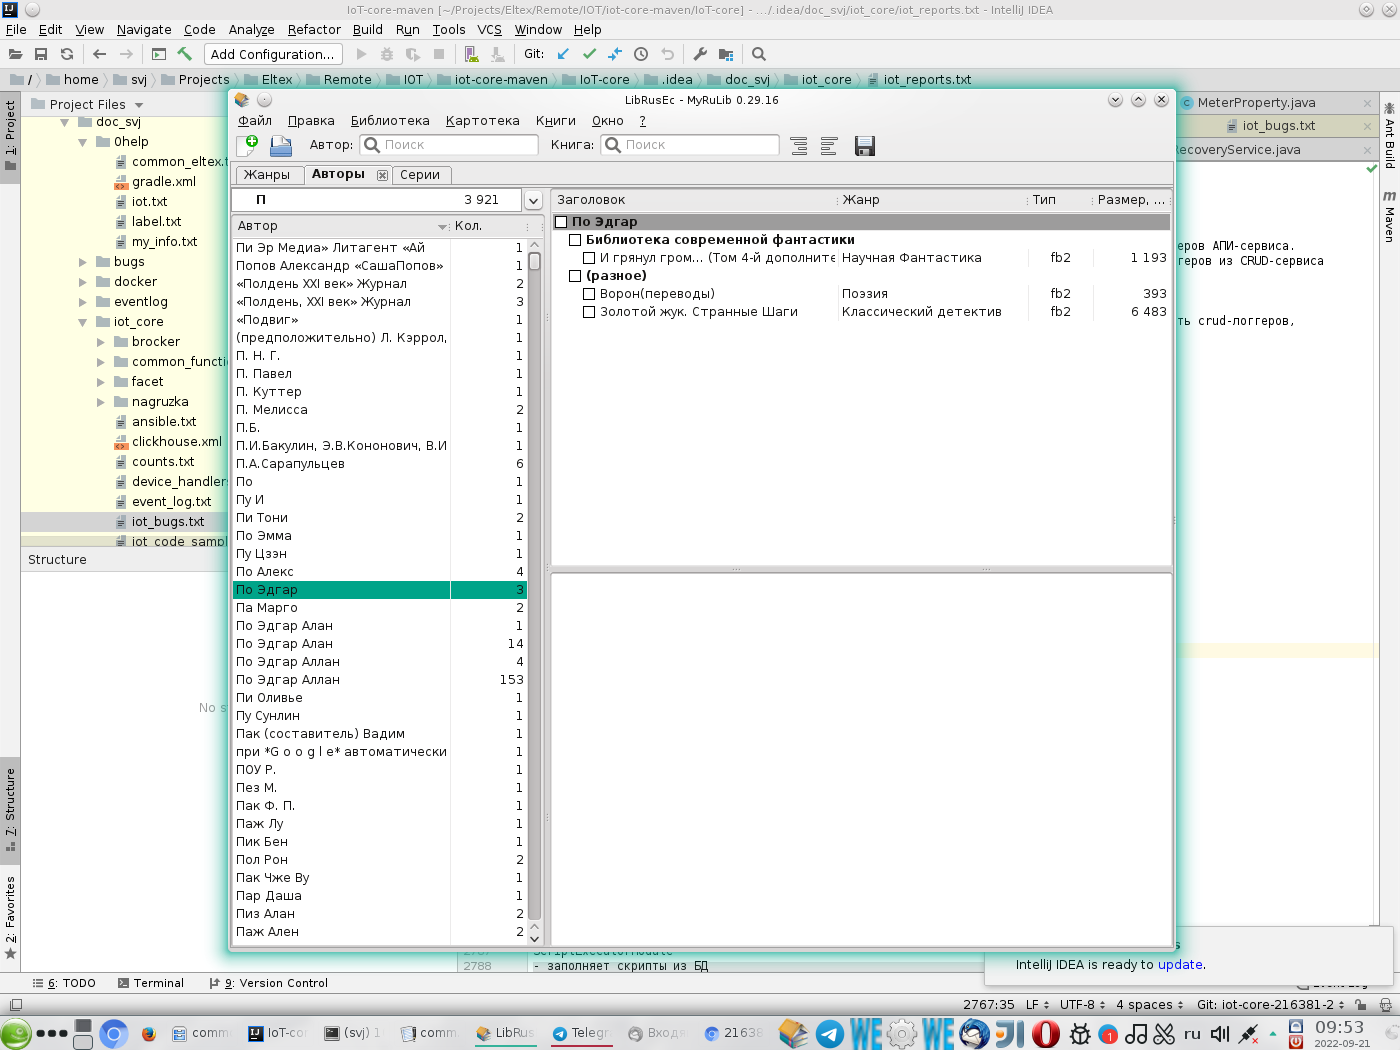 IoT-core-maven [~/Projects/Eltex/Remote/IOT/iot-core-maven/IoT-core] - .../.idea/doc_svj/iot_core/iot_reports.txt - IntelliJ IDEA
File Edit View Navigate Code Analyze Refactor Build Run Tools VCS Window Help
Add Configuration... Git:
/ home svj Projects Eltex Remote IOT iot-core-maven IoT-core .idea doc_svj iot_core iot_reports.txt
1: Project
Project Files
doc_svj
0help
common_eltex.t
gradle.xml
iot.txt
label.txt
my_info.txt
bugs
docker
eventlog
iot_core
brocker
common_functi
facet
nagruzka
ansible.txt
clickhouse.xml
counts.txt
device_handler
event_log.txt
iot_bugs.txt
iot_code_sampl
Structure
No s
7: Structure
2: Favorites
LibRusEc - MyRuLib 0.29.16
Файл Правка Библиотека Картотека Книги Окно ?
Автор: Поиск Книга: Поиск
Жанры Авторы Серии
П 3 921
Автор Кол.
Пи Эр Медиа» Литагент «Ай 1
Попов Александр «СашаПопов» 1
«Полдень XXI век» Журнал 2
«Полдень, XXI век» Журнал 3
«Подвиг» 1
(предположительно) Л. Кэррол, 1
П. Н. Г. 1
П. Павел 1
П. Куттер 1
П. Мелисса 2
П.Б. 1
П.И.Бакулин, Э.В.Кононович, В.И 1
П.А.Сарапульцев 6
По 1
Пу И 1
Пи Тони 2
По Эмма 1
Пу Цзэн 1
По Алекс 4
По Эдгар 3
Па Марго 2
По Эдгар Алан 1
По Эдгар Алан 14
По Эдгар Аллан 4
По Эдгар Аллан 153
Пи Оливье 1
Пу Сунлин 1
Пак (составитель) Вадим 1
при *G o o g l e* автоматически 1
ПОУ Р. 1
Пез М. 1
Пак Ф. П. 1
Паж Лу 1
Пик Бен 1
Пол Рон 2
Пак Чже Ву 1
Пар Даша 1
Пиз Алан 2
Паж Ален 2
Заголовок Жанр Тип Размер, ...
По Эдгар
Библиотека современной фантастики
И грянул гром... (Том 4-й дополните Научная Фантастика fb2 1 193
(разное)
Ворон(переводы) Поэзия fb2 393
Золотой жук. Странные Шаги Классический детектив fb2 6 483
MeterProperty.java
iot_bugs.txt
ecoveryService.java
еров АПИ-сервиса.
геров из CRUD-сервиса
ть crud-логгеров,
Ant Build
Maven
2788 - заполняет скрипты из БД
IntelliJ IDEA is ready to update.
6: TODO Terminal 9: Version Control
2767:35 LF UTF-8 4 spaces Git: iot-core-216381-2
comm IoT-co (svj) 1 comm LibRus Telegr Входя 21638 1 ru 09:53
2022-09-21